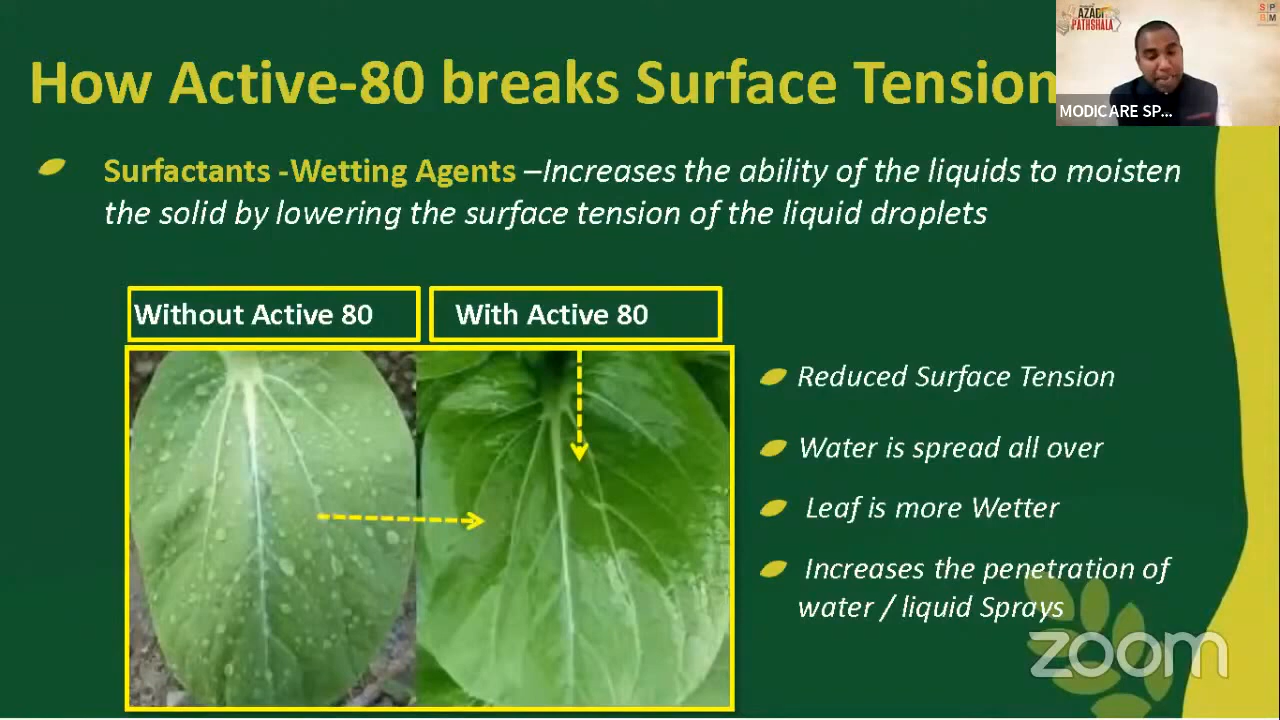 How Active-80 breaks Surface Tension
AZADI
PATHSHALA
S P
B M
MODICARE SP...
Surfactants -Wetting Agents –Increases the ability of the liquids to moisten
the solid by lowering the surface tension of the liquid droplets
Without Active 80
With Active 80
Reduced Surface Tension
Water is spread all over
Leaf is more Wetter
Increases the penetration of
water / liquid Sprays
zoom